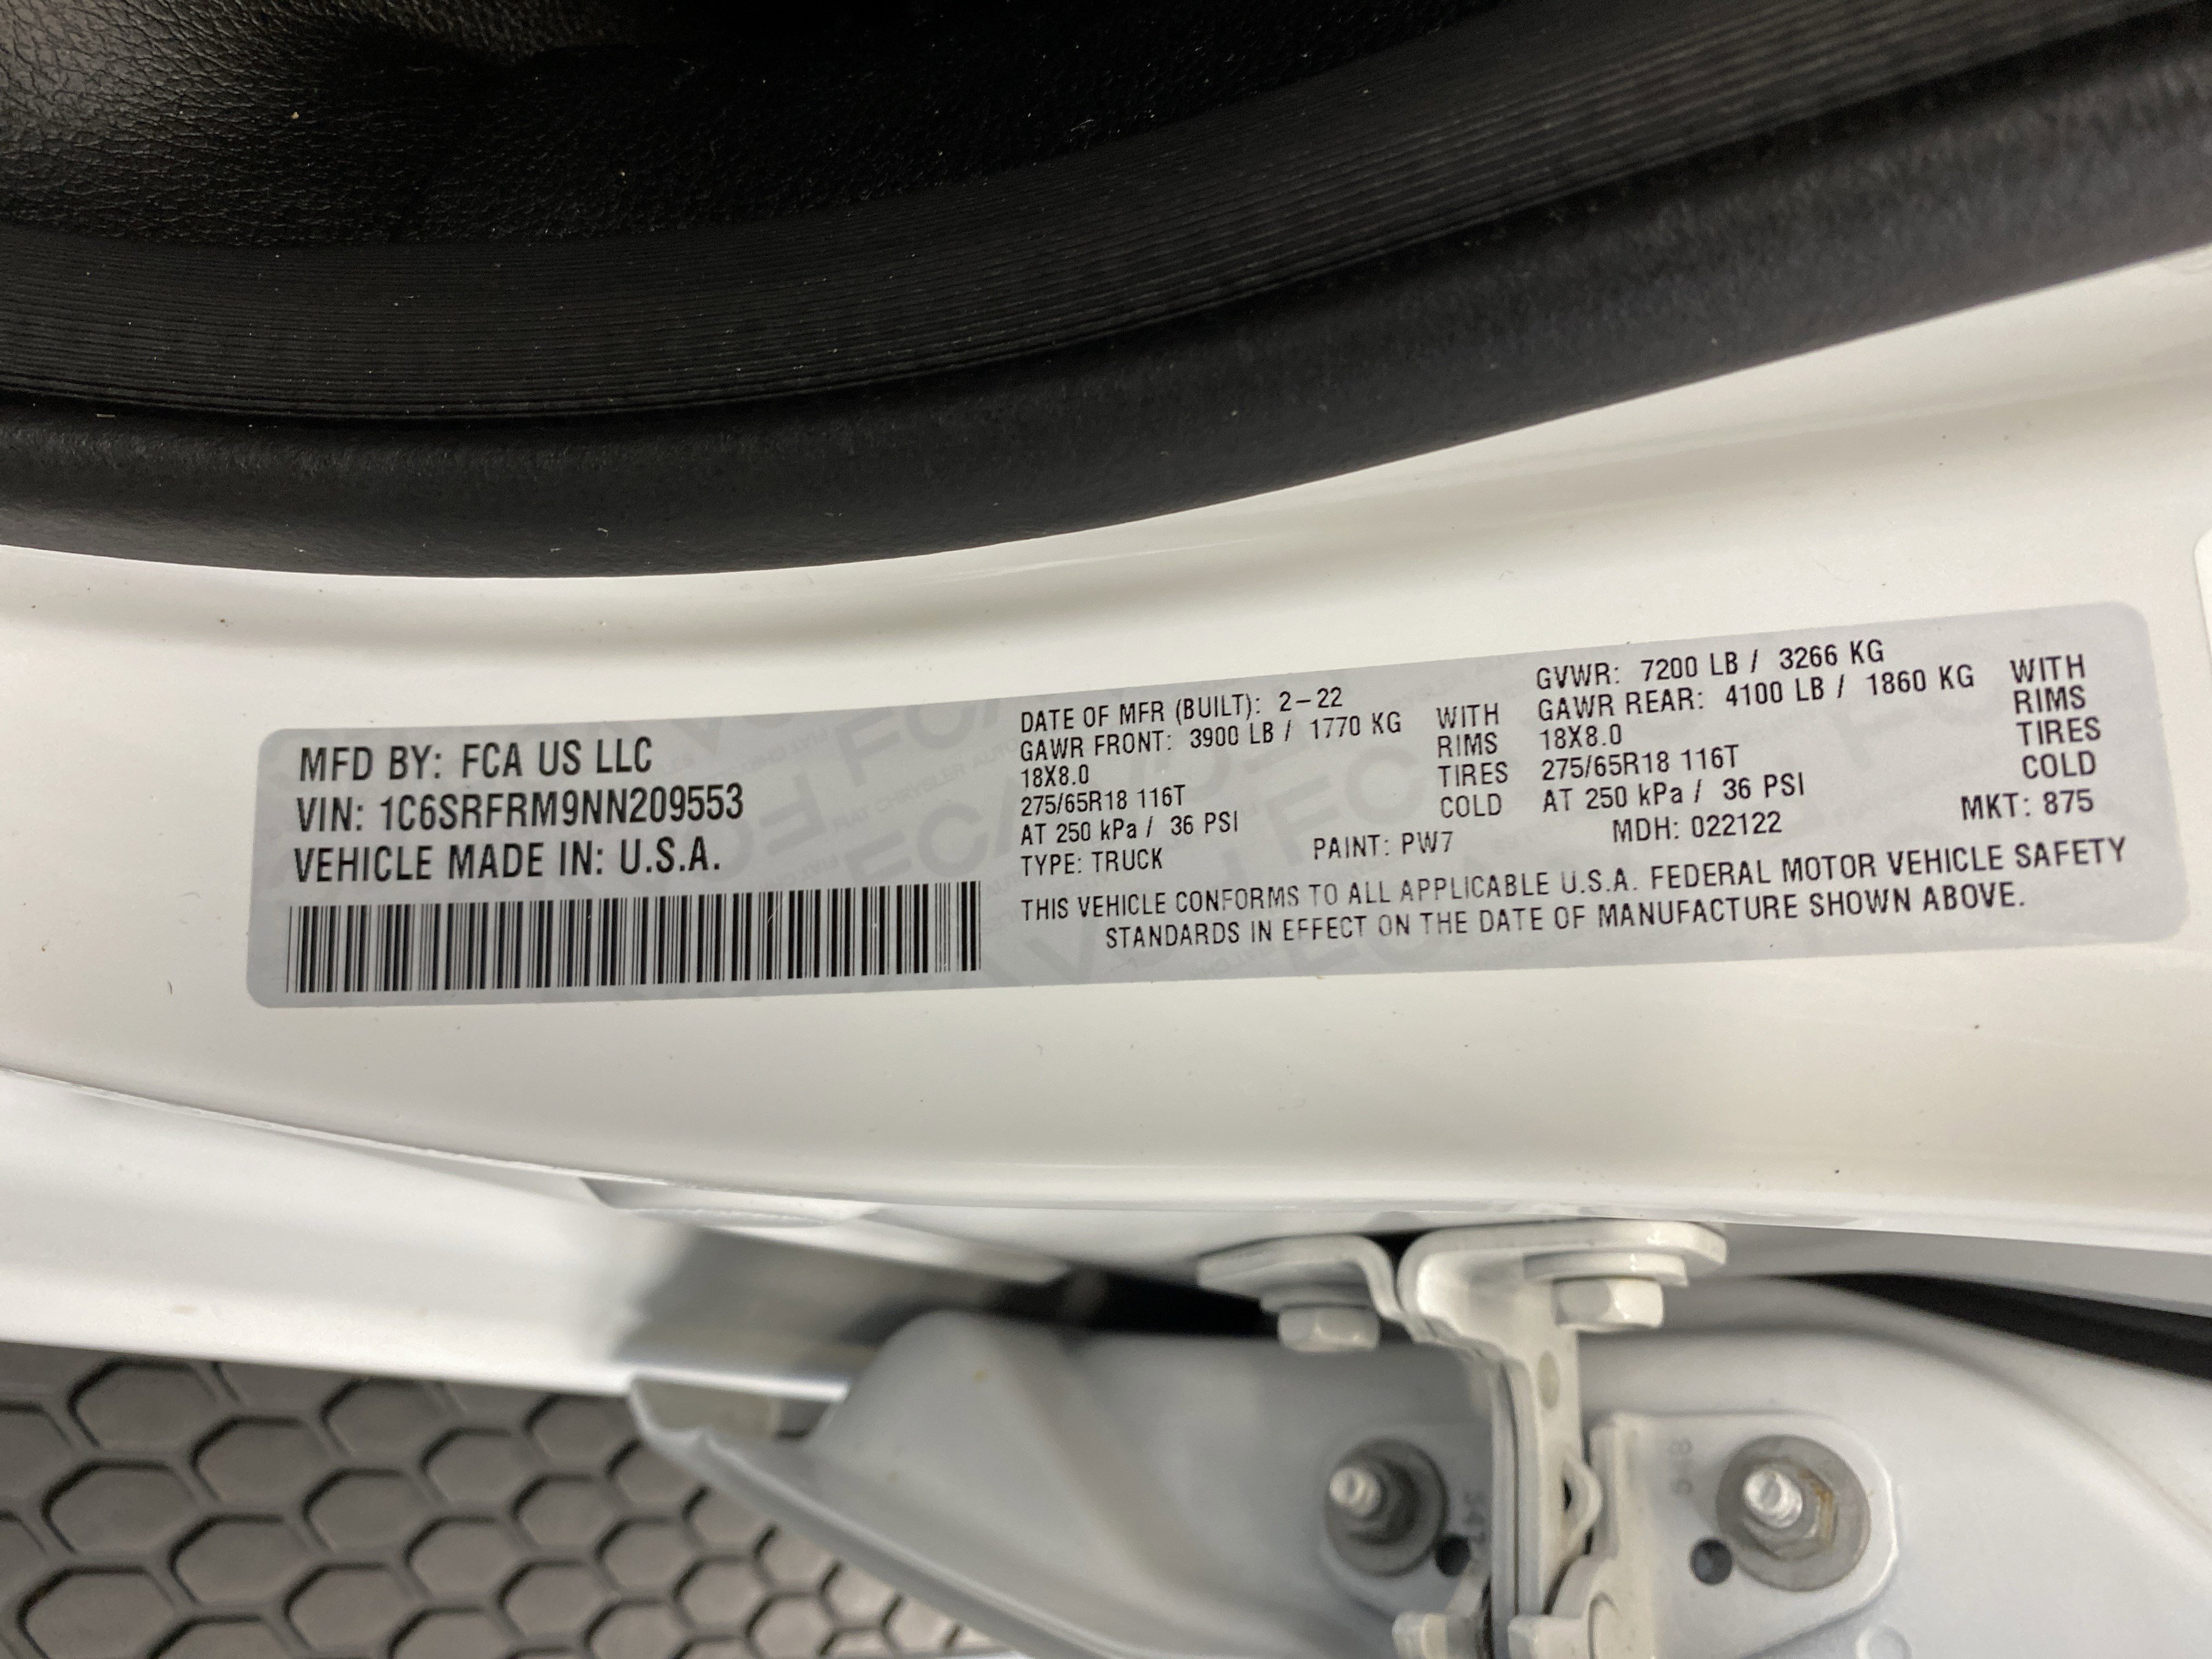 MFD BY: FCA US LLC
VIN: 1C6SRFRM9NN209553
VEHICLE MADE IN: U.S.A.
DATE OF MFR (BUILT): 2-22
GVWR: 7200 LB / 3266 KG
GAWR FRONT: 3900 LB / 1770 KG WITH
GAWR REAR: 4100 LB / 1860 KG WITH
18X8.0 RIMS
18X8.0 RIMS
275/65R18 116T TIRES
275/65R18 116T TIRES
AT 250 kPa / 36 PSI COLD
AT 250 kPa / 36 PSI COLD
TYPE: TRUCK PAINT: PW7 MDH: 022122 MKT: 875
THIS VEHICLE CONFORMS TO ALL APPLICABLE U.S.A. FEDERAL MOTOR VEHICLE SAFETY
STANDARDS IN EFFECT ON THE DATE OF MANUFACTURE SHOWN ABOVE.